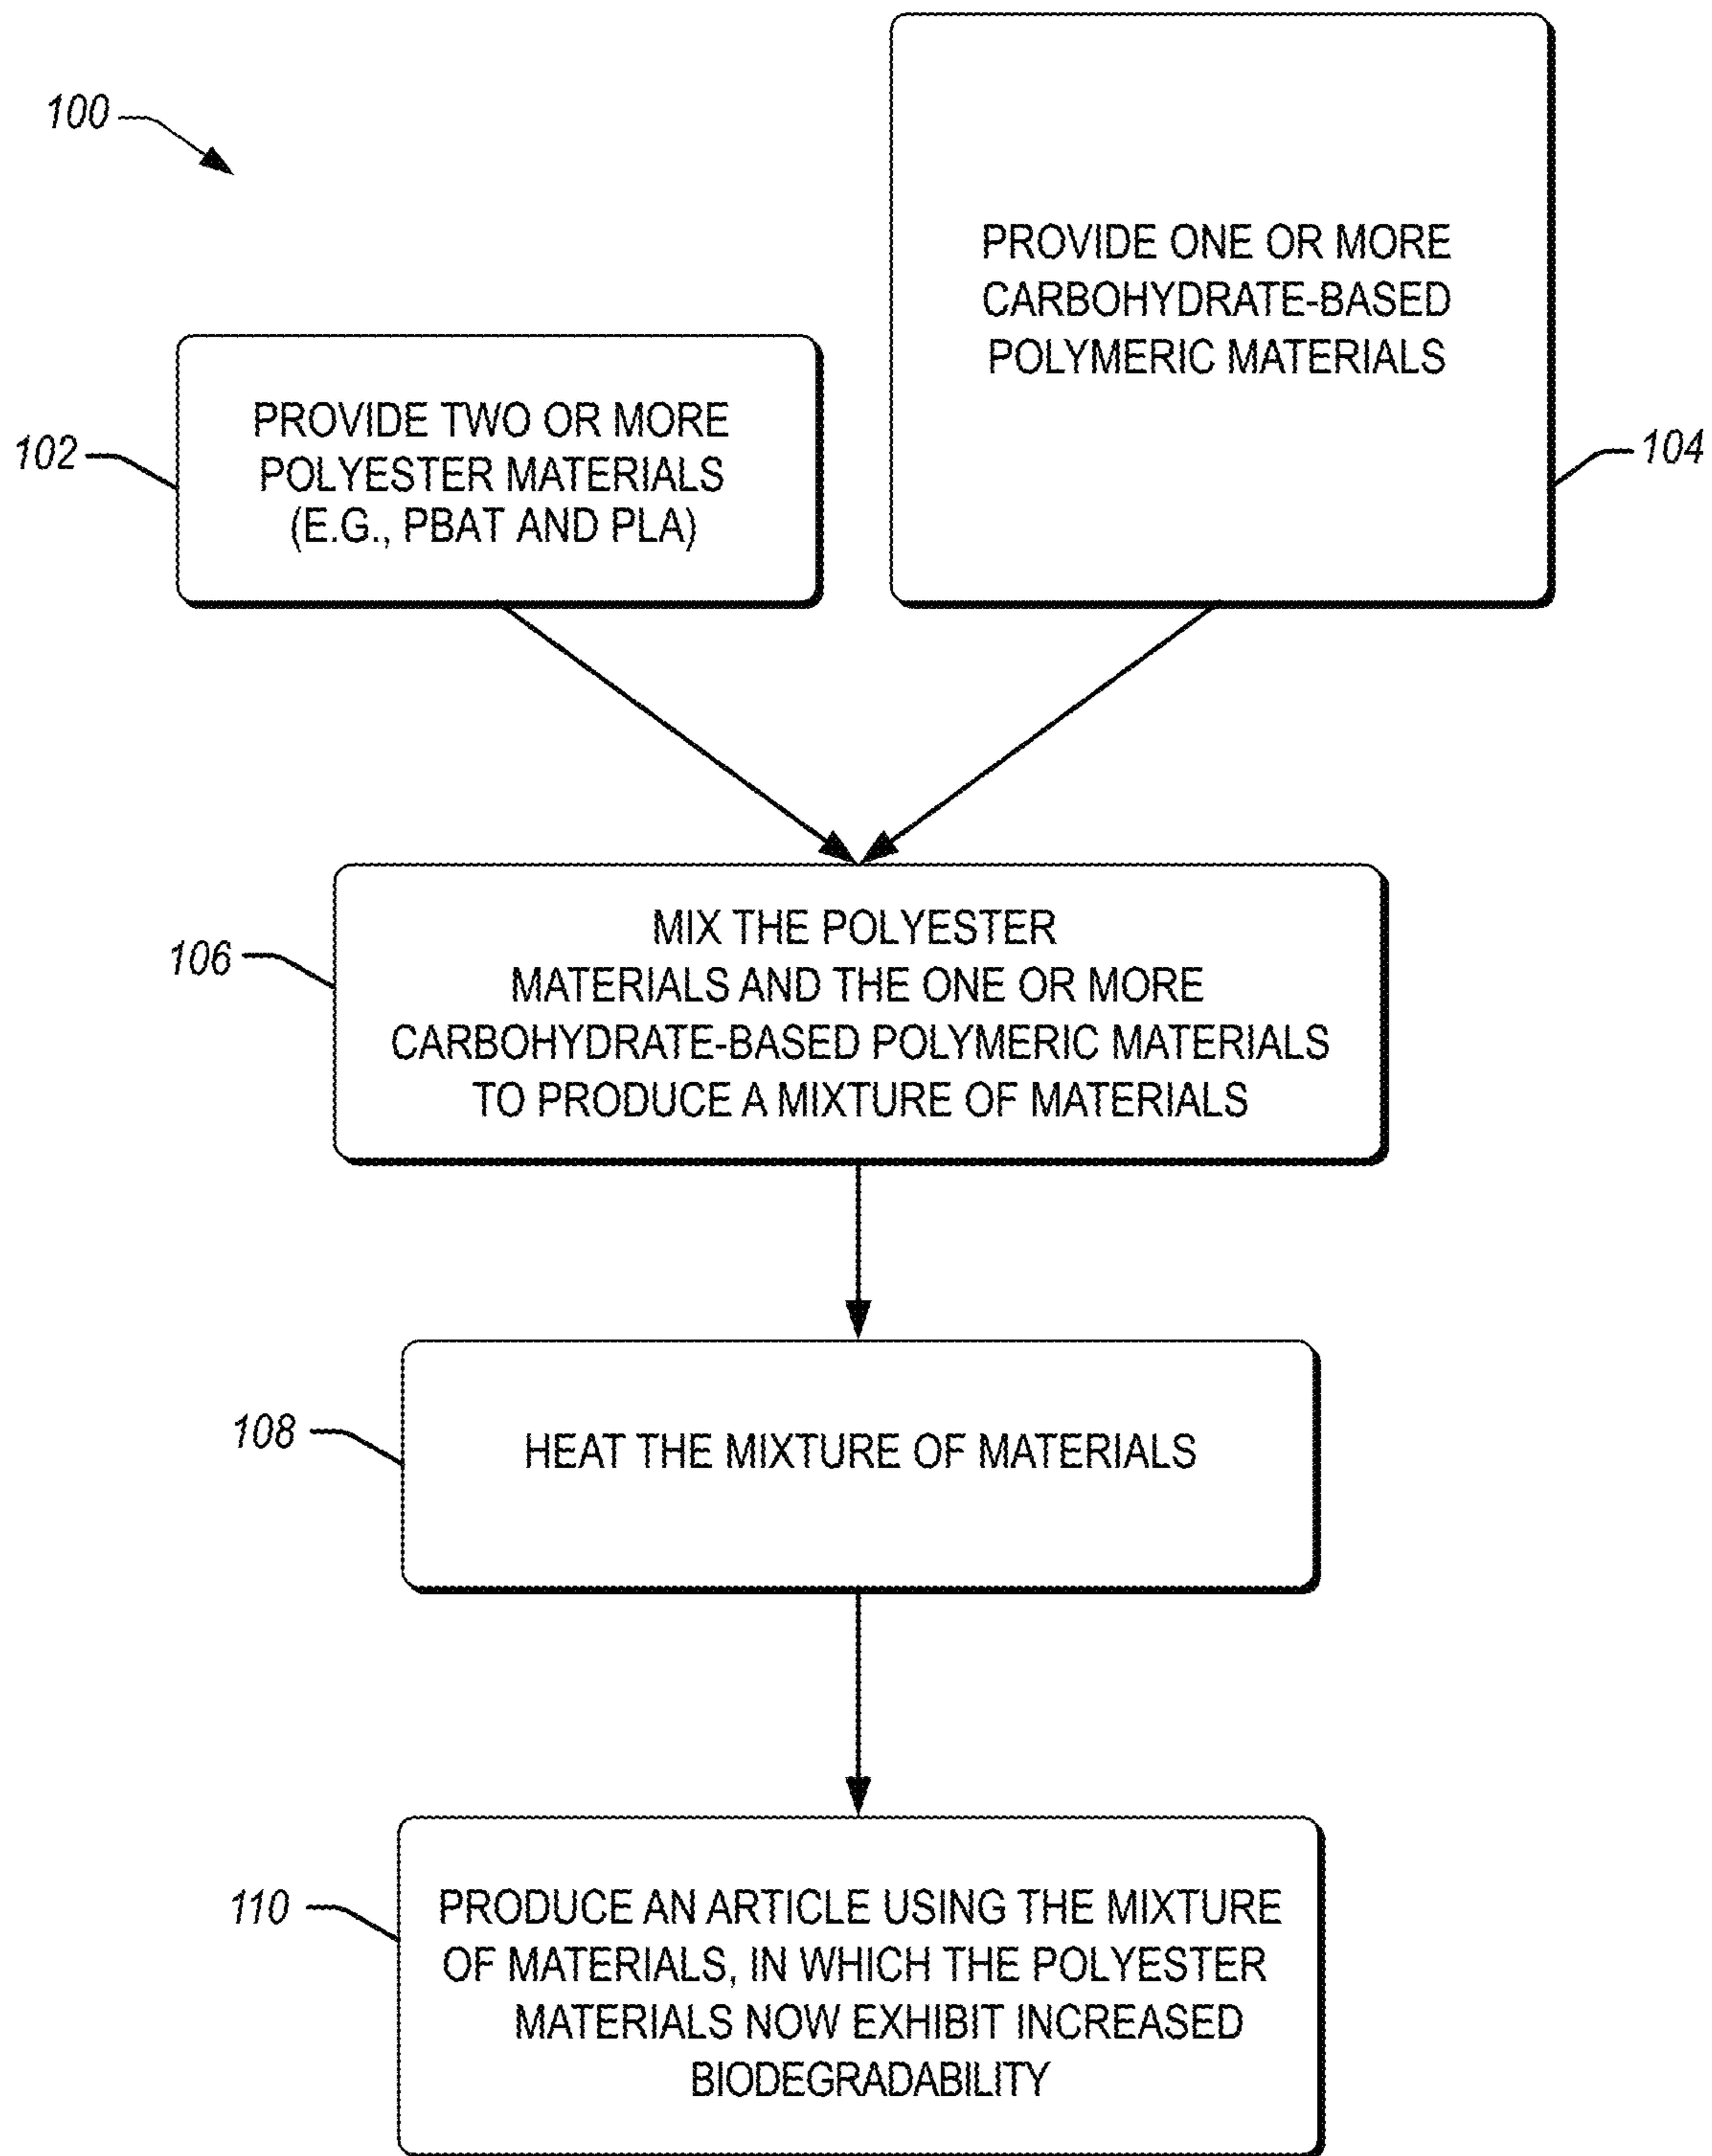 100
PROVIDE ONE OR MORE
CARBOHYDRATE-BASED
POLYMERIC MATERIALS
104
102
PROVIDE TWO OR MORE
POLYESTER MATERIALS
(E.G., PBAT AND PLA)
106
MIX THE POLYESTER
MATERIALS AND THE ONE OR MORE
CARBOHYDRATE-BASED POLYMERIC MATERIALS
TO PRODUCE A MIXTURE OF MATERIALS
108
HEAT THE MIXTURE OF MATERIALS
110
PRODUCE AN ARTICLE USING THE MIXTURE
OF MATERIALS, IN WHICH THE POLYESTER
MATERIALS NOW EXHIBIT INCREASED
BIODEGRADABILITY